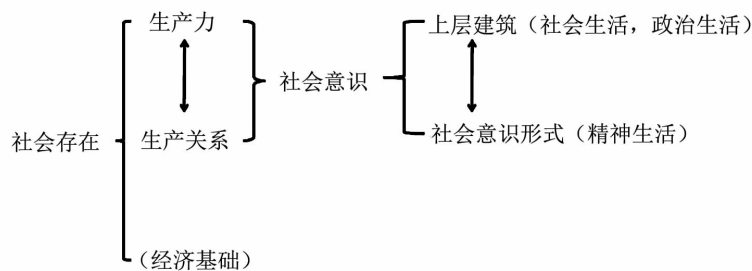 生产力
上层建筑（社会生活，政治生活）
社会意识
社会存在
生产关系
社会意识形式（精神生活）
（经济基础）